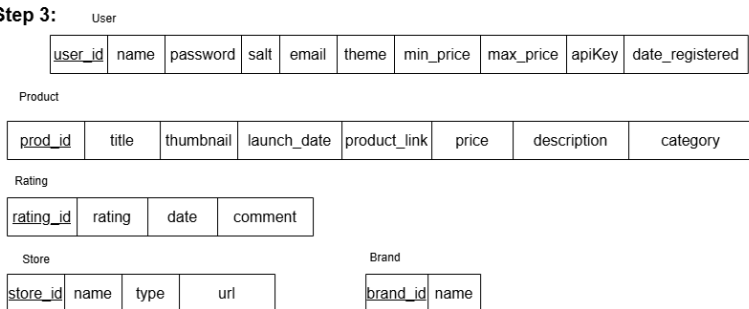 Step 3:
User
user_id name password salt email theme min_price max_price apiKey date_registered
Product
prod_id title thumbnail launch_date product_link price description category
Rating
rating_id rating date comment
Store Brand
store_id name type url brand_id name